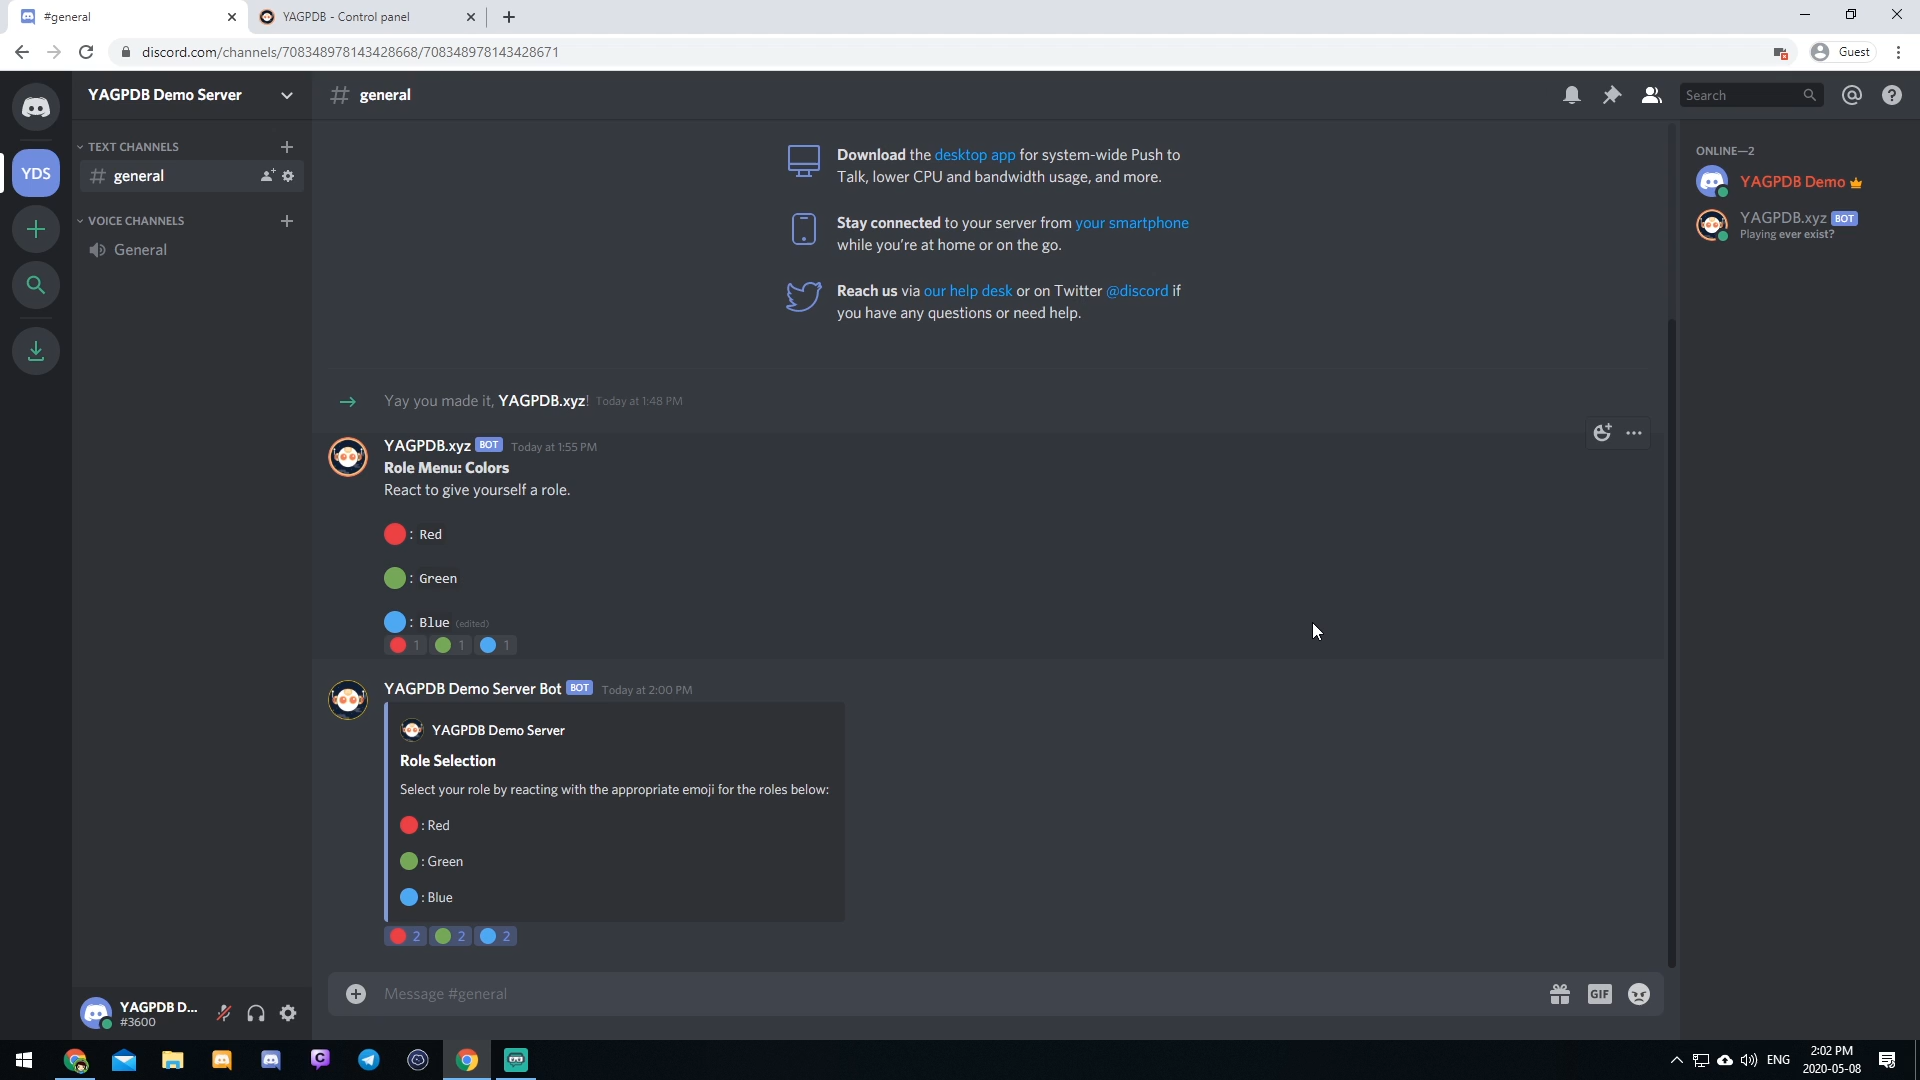 #general
YAGPDB - Control panel
discord.com/channels/708348978143428668/708348978143428671
Guest
YAGPDB Demo Server
general
Search
TEXT CHANNELS
general
VOICE CHANNELS
General
YDS
Download the desktop app for system-wide Push to
Talk, lower CPU and bandwidth usage, and more.
Stay connected to your server from your smartphone
while you're at home or on the go.
Reach us via our help desk or on Twitter @discord if
you have any questions or need help.
Yay you made it, YAGPDB.xyz! Today at 1:48 PM
YAGPDB.xyz BOT Today at 1:55 PM
Role Menu: Colors
React to give yourself a role.
: Red
: Green
: Blue (edited)
1 1 1
YAGPDB Demo Server Bot BOT Today at 2:00 PM
YAGPDB Demo Server
Role Selection
Select your role by reacting with the appropriate emoji for the roles below:
: Red
: Green
: Blue
2 2 2
Message #general
GIF
ONLINE—2
YAGPDB Demo
YAGPDB.xyz BOT
Playing ever exist?
YAGPDB D...
#3600
ENG
2:02 PM
2020-05-08